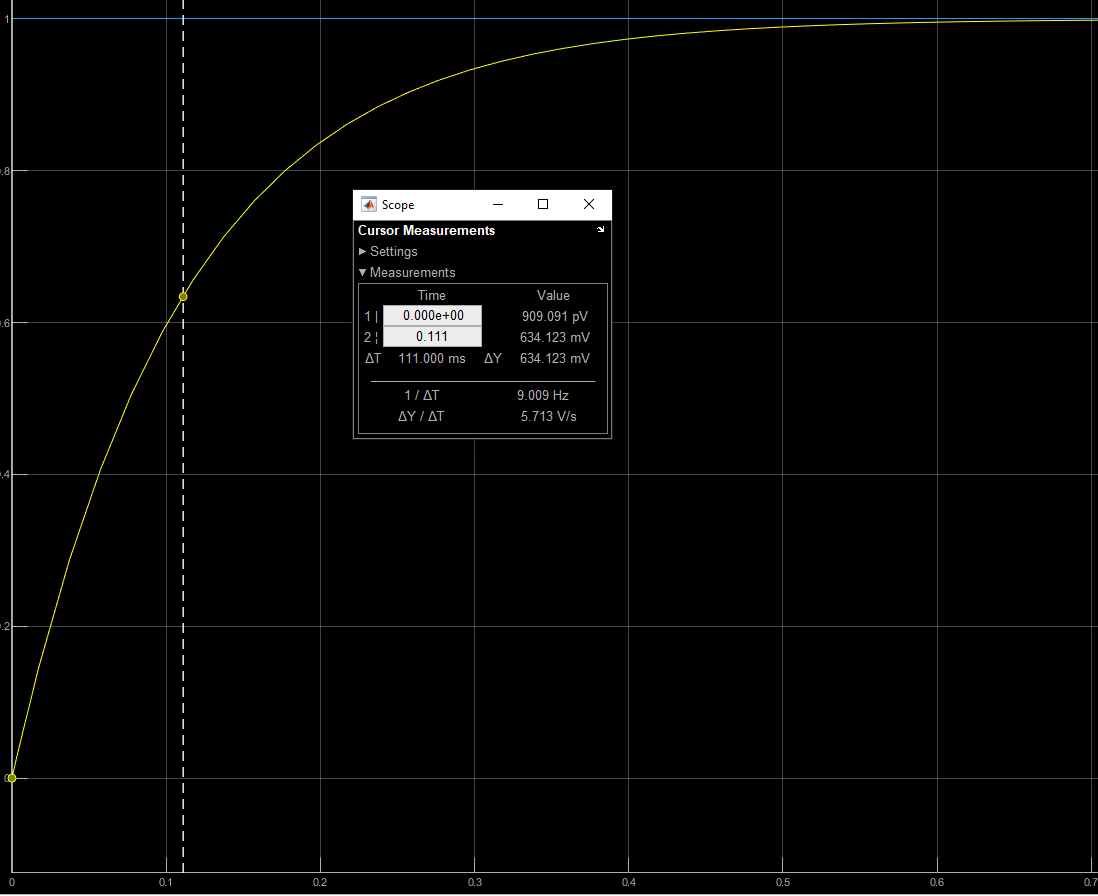 1
0.8
0.6
0.4
0.2
0
Scope
Cursor Measurements
Settings
Measurements
Time Value
1 | 0.000e+00 909.091 pV
2 ¦ 0.111 634.123 mV
ΔT 111.000 ms ΔY 634.123 mV
1 / ΔT 9.009 Hz
ΔY / ΔT 5.713 V/s
0 0.1 0.2 0.3 0.4 0.5 0.6 0.7